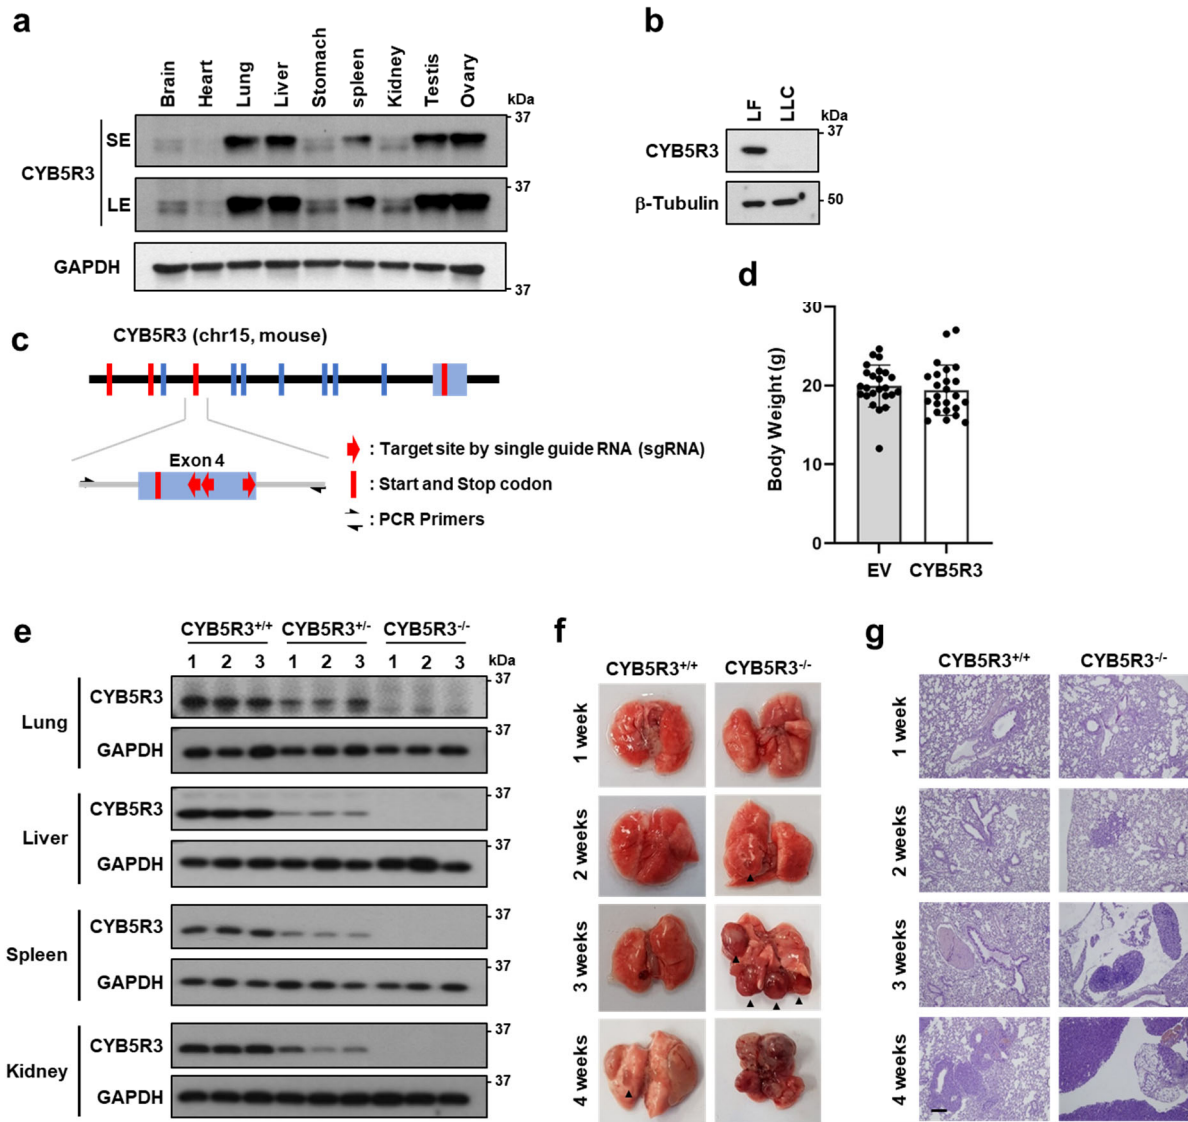 a
Brain
Heart
Lung
Liver
Stomach
spleen
Kidney
Testis
Ovary
kDa
37
SE
CYB5R3
37
LE
GAPDH
37
b
LF
LLC
kDa
37
CYB5R3
β-Tubulin
50
c
CYB5R3 (chr15, mouse)
Exon 4
: Target site by single guide RNA (sgRNA)
: Start and Stop codon
: PCR Primers
d
Body Weight (g)
30
20
10
0
EV CYB5R3
e
CYB5R3+/+ CYB5R3+/- CYB5R3-/-
1 2 3 1 2 3 1 2 3 kDa
37
CYB5R3
Lung
37
GAPDH
37
CYB5R3
Liver
37
GAPDH
37
CYB5R3
Spleen
37
GAPDH
37
CYB5R3
Kidney
37
GAPDH
f
CYB5R3+/+ CYB5R3-/-
1 week
2 weeks
3 weeks
4 weeks
g
CYB5R3+/+ CYB5R3-/-
1 week
2 weeks
3 weeks
4 weeks